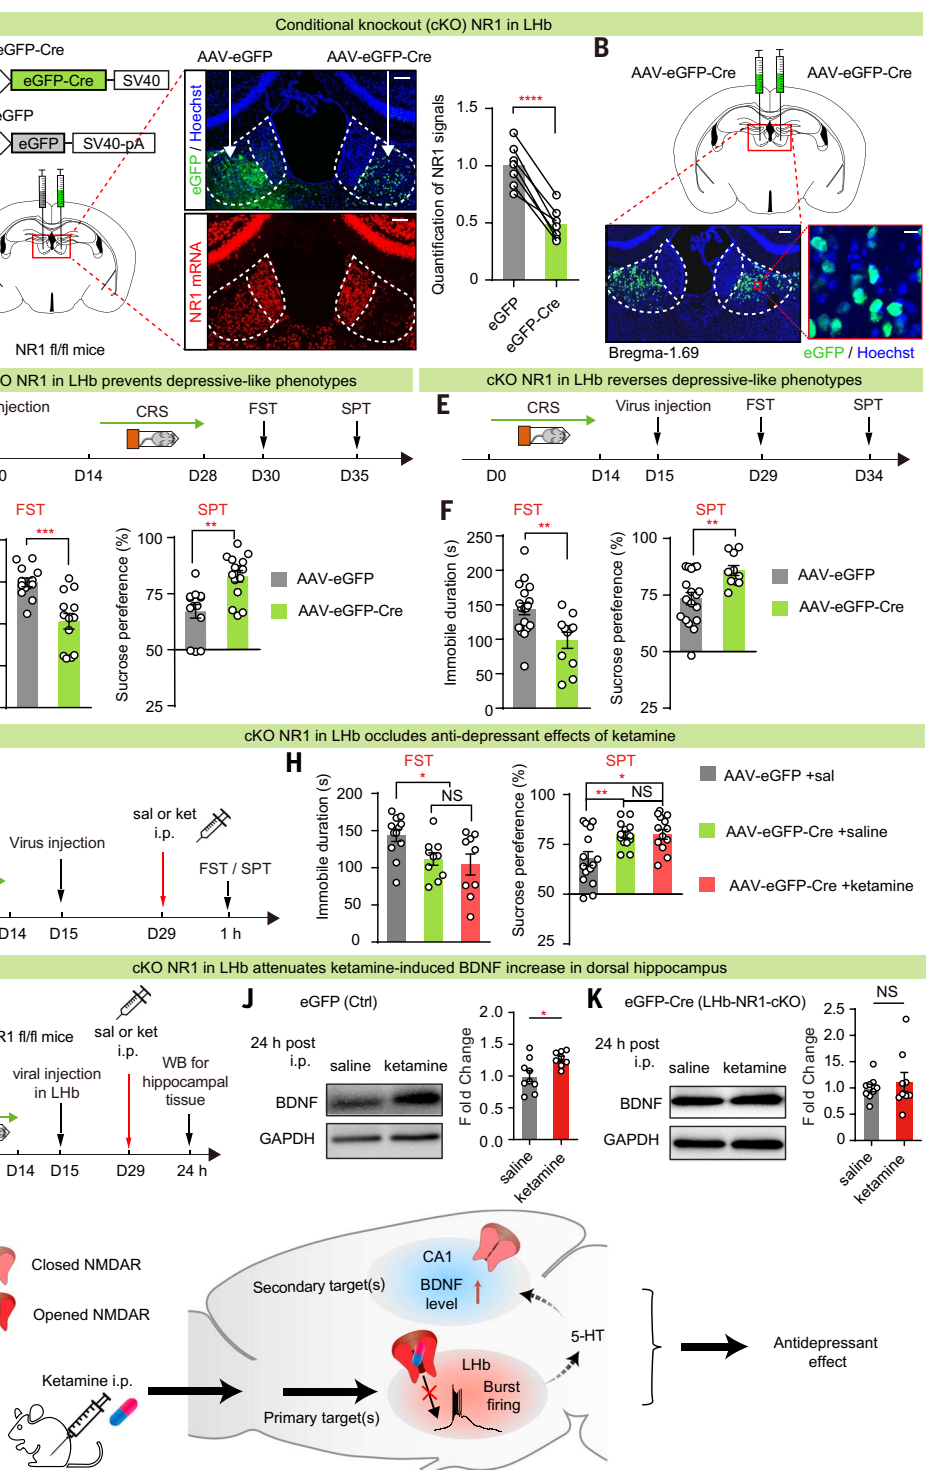 Conditional knockout (cKO) NR1 in LHb
eGFP-Cre
eGFP-Cre
SV40
eGFP
eGFP
SV40-pA
NR1 fl/fl mice
AAV-eGFP
AAV-eGFP-Cre
eGFP / Hoechst
NR1 mRNA
Quantification of NR1 signals
1.5
1.0
0.5
0
****
eGFP
eGFP-Cre
B
AAV-eGFP-Cre
AAV-eGFP-Cre
Bregma-1.69
eGFP / Hoechst
O NR1 in LHb prevents depressive-like phenotypes
njection
CRS
FST
SPT
0
D14
D28
D30
D35
FST
***
SPT
**
Sucrose pereference (%)
100
75
50
25
AAV-eGFP
AAV-eGFP-Cre
cKO NR1 in LHb reverses depressive-like phenotypes
E
CRS
Virus injection
FST
SPT
D0
D14
D15
D29
D34
F
FST
**
Immobile duration (s)
250
200
150
100
50
0
SPT
**
Sucrose pereference (%)
100
75
50
25
AAV-eGFP
AAV-eGFP-Cre
cKO NR1 in LHb occludes anti-depressant effects of ketamine
Virus injection
sal or ket
i.p.
FST / SPT
D14
D15
D29
1 h
H
FST
*
NS
Immobile duration (s)
200
150
100
50
0
SPT
*
**
NS
Sucrose pereference (%)
100
75
50
25
AAV-eGFP +sal
AAV-eGFP-Cre +saline
AAV-eGFP-Cre +ketamine
cKO NR1 in LHb attenuates ketamine-induced BDNF increase in dorsal hippocampus
R1 fl/fl mice
viral injection
in LHb
sal or ket
i.p.
WB for
hippocampal
tissue
D14
D15
D29
24 h
J
eGFP (Ctrl)
24 h post
i.p.
saline
ketamine
BDNF
GAPDH
Fold Change
2.0
1.5
1.0
0.5
0.0
*
saline
ketamine
K
eGFP-Cre (LHb-NR1-cKO)
24 h post
i.p.
saline
ketamine
BDNF
GAPDH
Fold Change
2.5
2.0
1.5
1.0
0.5
0
NS
saline
ketamine
Closed NMDAR
Opened NMDAR
Ketamine i.p.
Secondary target(s)
CA1
BDNF
level
Primary target(s)
LHb
Burst
firing
5-HT
Antidepressant
effect